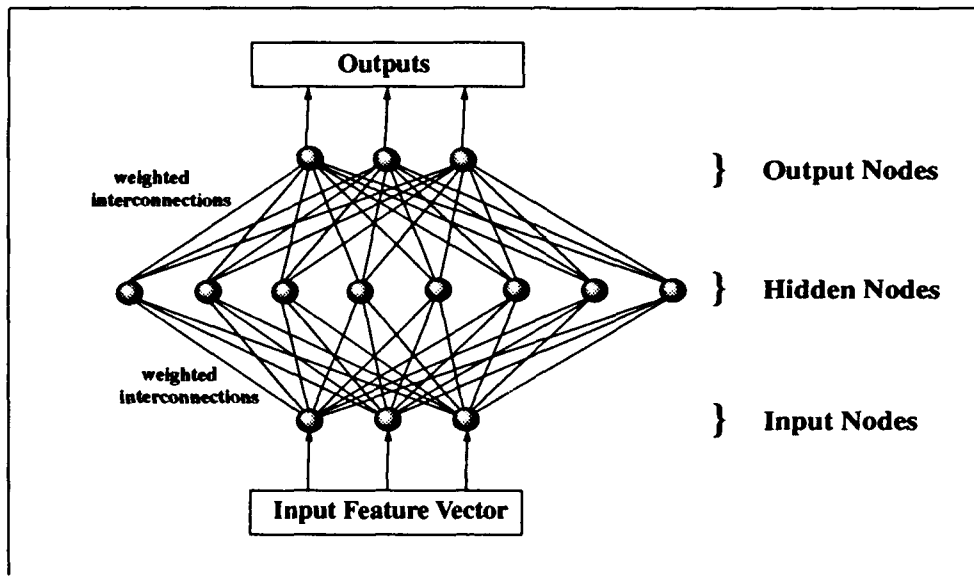 Outputs
weighted
interconnections
} Output Nodes
} Hidden Nodes
weighted
interconnections
} Input Nodes
Input Feature Vector